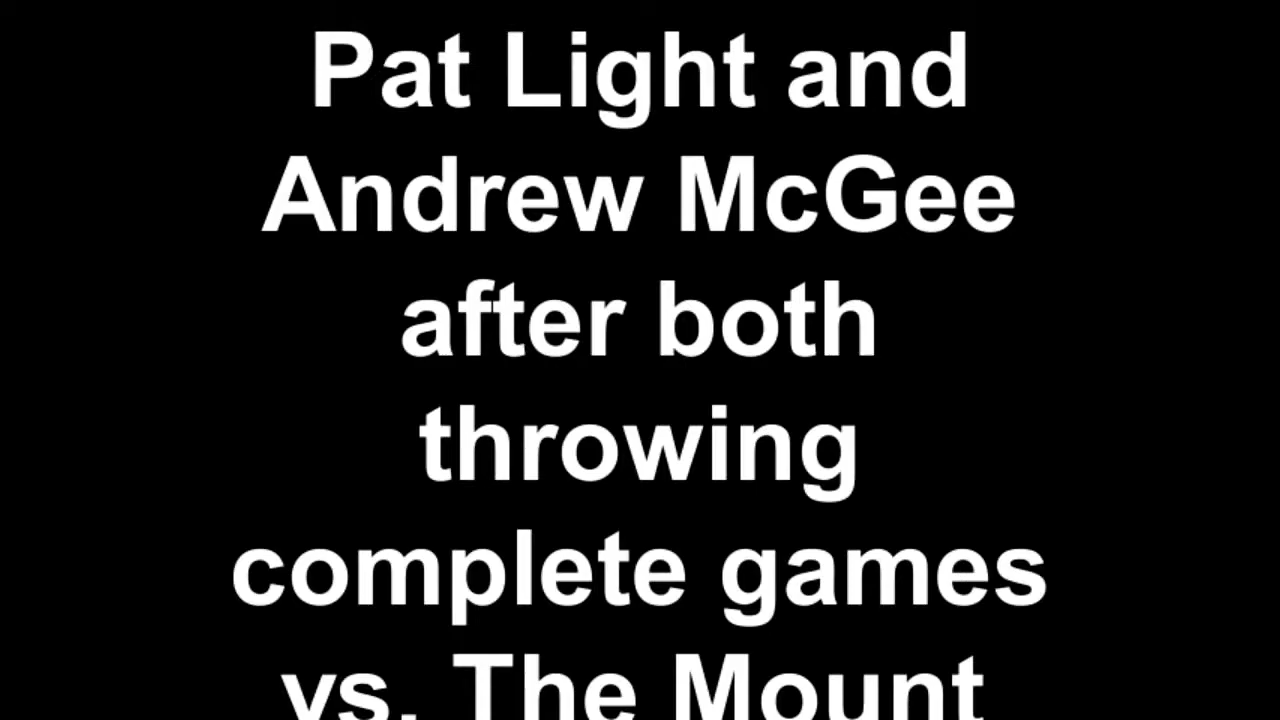 Pat Light and
Andrew McGee
after both
throwing
complete games
vs. The Mount